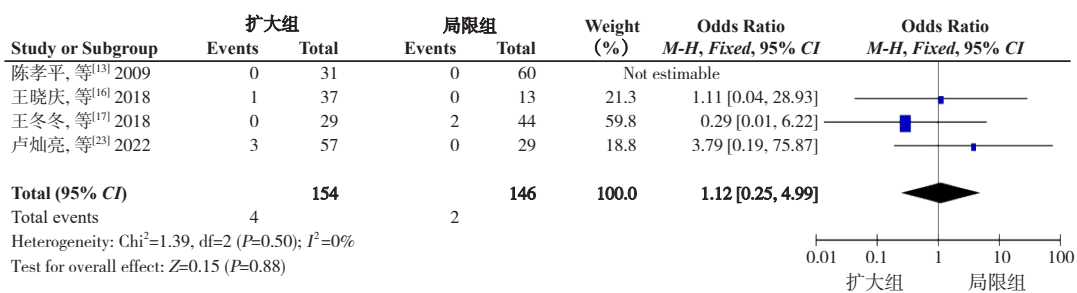 扩大组 局限组 Weight Odds Ratio Odds Ratio
Study or Subgroup Events Total Events Total (%) M-H, Fixed, 95% CI M-H, Fixed, 95% CI
陈孝平, 等[13] 2009 0 31 0 60 Not estimable
王晓庆, 等[16] 2018 1 37 0 13 21.3 1.11 [0.04, 28.93]
王冬冬, 等[17] 2018 0 29 2 44 59.8 0.29 [0.01, 6.22]
卢灿亮, 等[23] 2022 3 57 0 29 18.8 3.79 [0.19, 75.87]
Total (95% CI) 154 146 100.0 1.12 [0.25, 4.99]
Total events 4 2
Heterogeneity: Chi²=1.39, df=2 (P=0.50); I²=0%
Test for overall effect: Z=0.15 (P=0.88)
0.01 0.1 1 10 100
扩大组 局限组